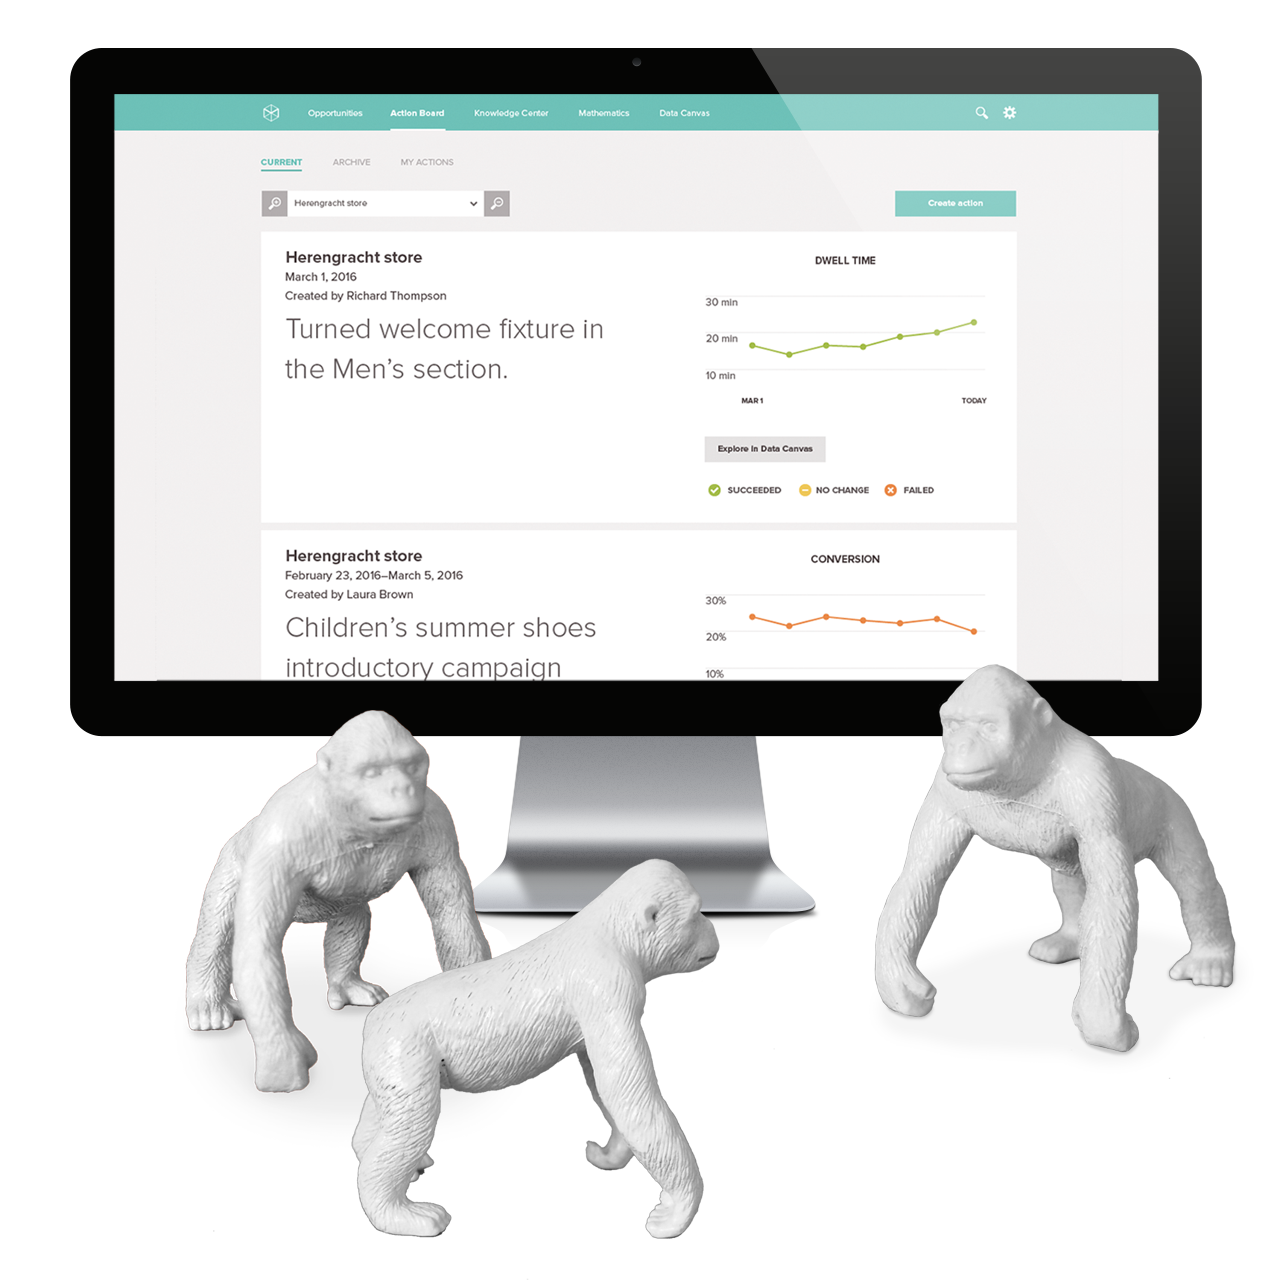 Opportunities Action Board Knowledge Center Mathematics Data Canvas
CURRENT ARCHIVE MY ACTIONS
Herengracht store
Create action
Herengracht store
March 1, 2016
Created by Richard Thompson
Turned welcome fixture in
the Men’s section.
DWELL TIME
30 min
20 min
10 min
MAR 1 TODAY
Explore in Data Canvas
SUCCEEDED NO CHANGE FAILED
Herengracht store
February 23, 2016–March 5, 2016
Created by Laura Brown
Children’s summer shoes
introductory campaign
CONVERSION
30%
20%
10%